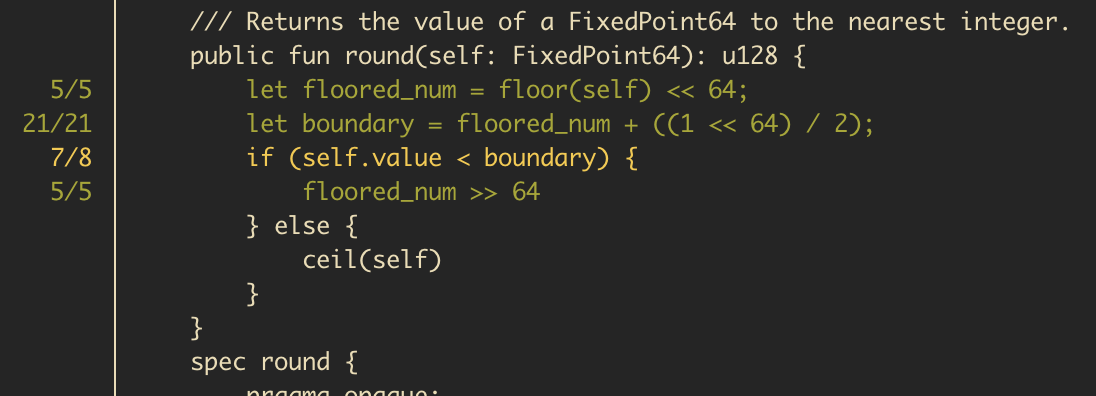 /// Returns the value of a FixedPoint64 to the nearest integer.
public fun round(self: FixedPoint64): u128 {
5/5 let floored_num = floor(self) << 64;
21/21 let boundary = floored_num + ((1 << 64) / 2);
7/8 if (self.value < boundary) {
5/5 floored_num >> 64
} else {
ceil(self)
}
}
spec round {
pragma opaque;